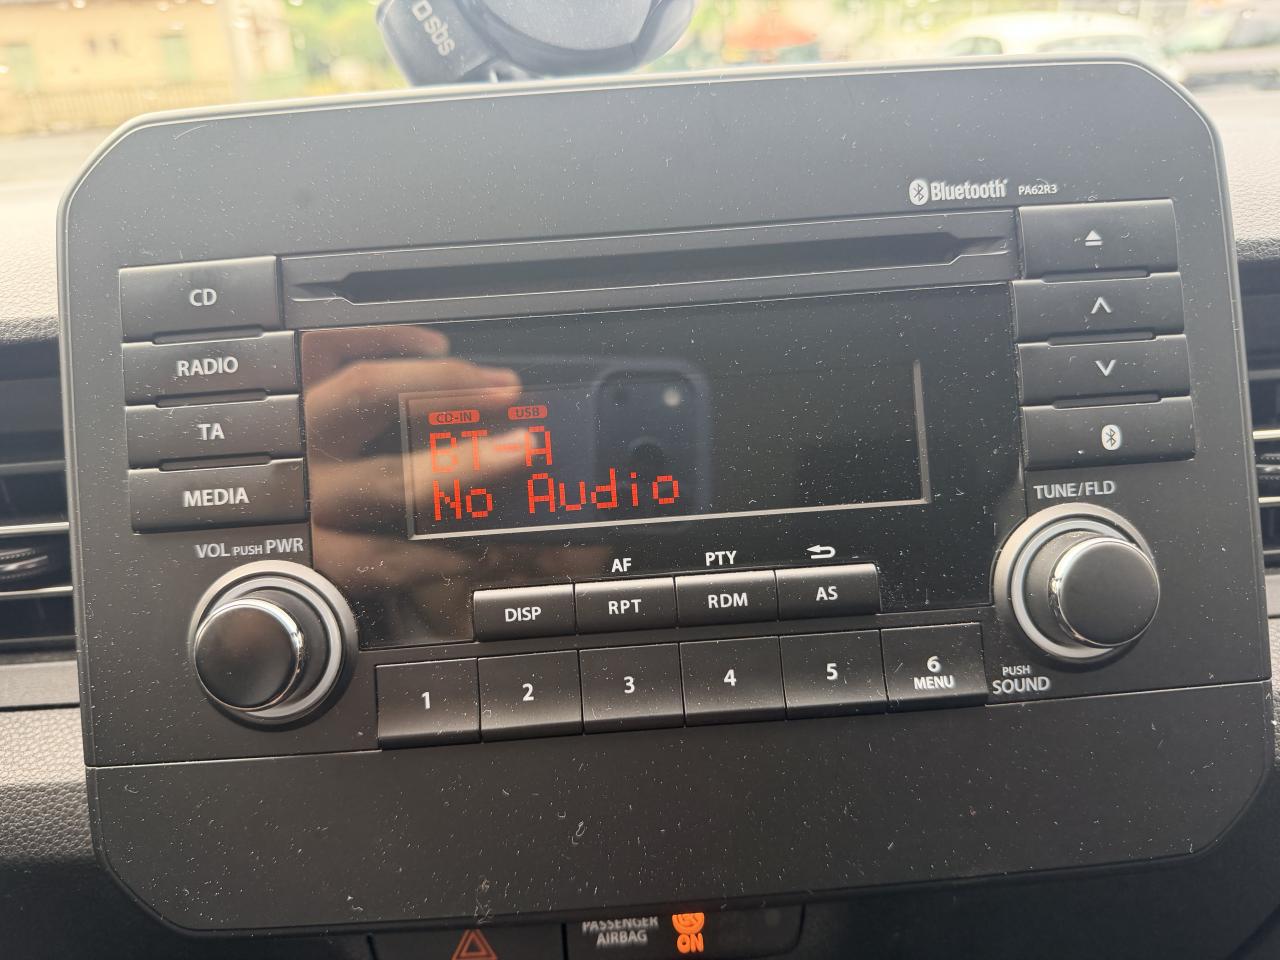 sbs
Bluetooth PA62R3
CD
RADIO
TA
MEDIA
VOL PUSH PWR
CD-IN USB
BT-A
No Audio
TUNE/FLD
AF PTY
DISP RPT RDM AS
1 2 3 4 5 6
MENU
PUSH
SOUND
PASSENGER
AIRBAG
ON